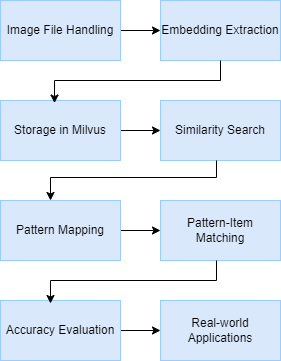 Image File Handling
Embedding Extraction
Storage in Milvus
Similarity Search
Pattern Mapping
Pattern-Item
Matching
Accuracy Evaluation
Real-world
Applications